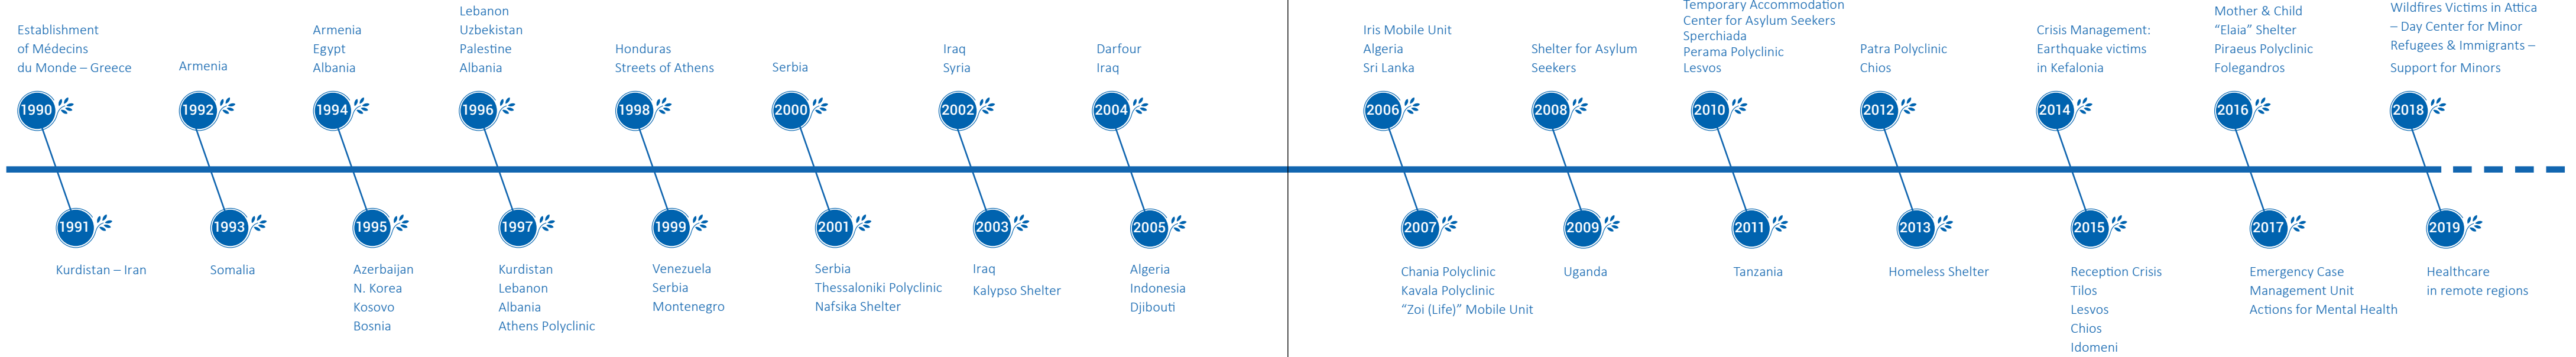 Establishment
of Médecins
du Monde – Greece
1990
1991
Kurdistan – Iran
Armenia
1992
1993
Somalia
Armenia
Egypt
Albania
1994
1995
Azerbaijan
N. Korea
Kosovo
Bosnia
Lebanon
Uzbekistan
Palestine
Albania
1996
1997
Kurdistan
Lebanon
Albania
Athens Polyclinic
Honduras
Streets of Athens
1998
1999
Venezuela
Serbia
Montenegro
Serbia
2000
2001
Serbia
Thessaloniki Polyclinic
Nafsika Shelter
Iraq
Syria
2002
2003
Iraq
Kalypso Shelter
Darfour
Iraq
2004
2005
Algeria
Indonesia
Djibouti
Iris Mobile Unit
Algeria
Sri Lanka
2006
2007
Chania Polyclinic
Kavala Polyclinic
“Zoi (Life)” Mobile Unit
Shelter for Asylum
Seekers
2008
2009
Uganda
Temporary Accommodation
Center for Asylum Seekers
Sperchiada
Perama Polyclinic
Lesvos
2010
2011
Tanzania
Patra Polyclinic
Chios
2012
2013
Homeless Shelter
Crisis Management:
Earthquake victims
in Kefalonia
2014
2015
Reception Crisis
Tilos
Lesvos
Chios
Idomeni
Mother & Child
“Elaia” Shelter
Piraeus Polyclinic
Folegandros
2016
2017
Emergency Case
Management Unit
Actions for Mental Health
Wildfires Victims in Attica
– Day Center for Minor
Refugees & Immigrants –
Support for Minors
2018
2019
Healthcare
in remote regions